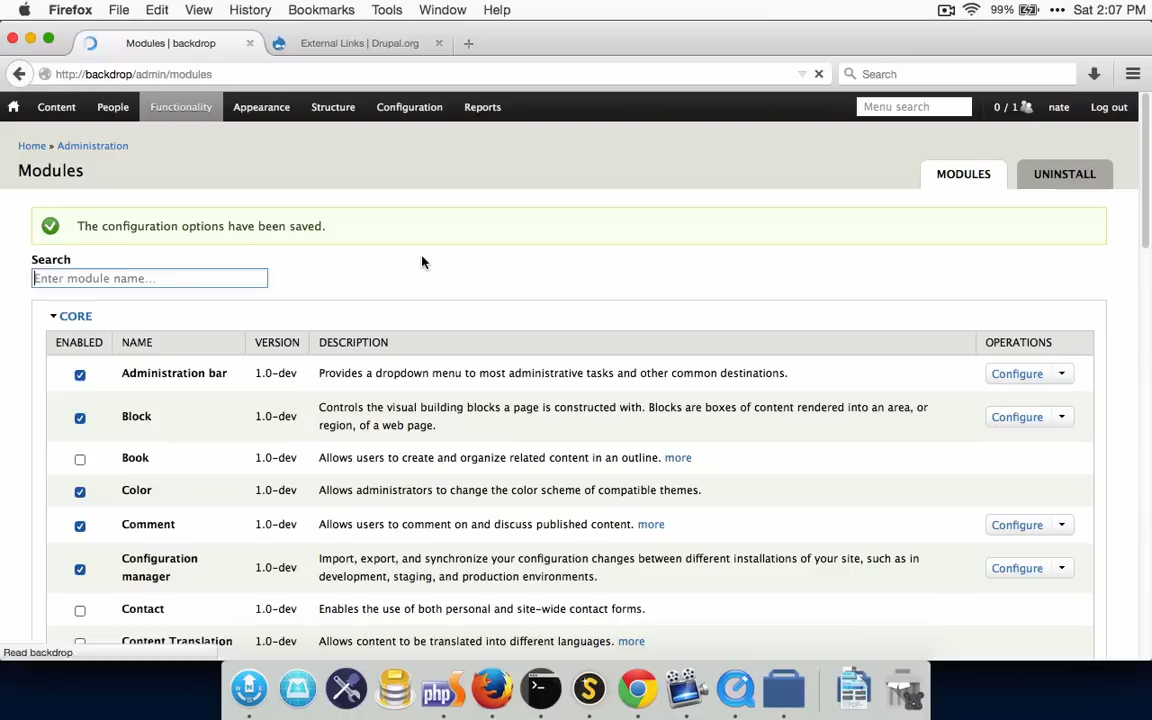 Firefox File Edit View History Bookmarks Tools Window Help 99% Sat 2:07 PM
Modules | backdrop External Links | Drupal.org
http://backdrop/admin/modules Search
Content People Functionality Appearance Structure Configuration Reports Menu search 0 / 1 nate Log out
Home » Administration
Modules MODULES UNINSTALL
The configuration options have been saved.
Search
Enter module name...
CORE
ENABLED NAME VERSION DESCRIPTION OPERATIONS
Administration bar 1.0-dev Provides a dropdown menu to most administrative tasks and other common destinations. Configure
Block 1.0-dev Controls the visual building blocks a page is constructed with. Blocks are boxes of content rendered into an area, or Configure
region, of a web page.
Book 1.0-dev Allows users to create and organize related content in an outline. more
Color 1.0-dev Allows administrators to change the color scheme of compatible themes.
Comment 1.0-dev Allows users to comment on and discuss published content. more Configure
Configuration manager 1.0-dev Import, export, and synchronize your configuration changes between different installations of your site, such as in Configure
development, staging, and production environments.
Contact 1.0-dev Enables the use of both personal and site-wide contact forms.
Content Translation 1.0-dev Allows content to be translated into different languages. more
Read backdrop
php